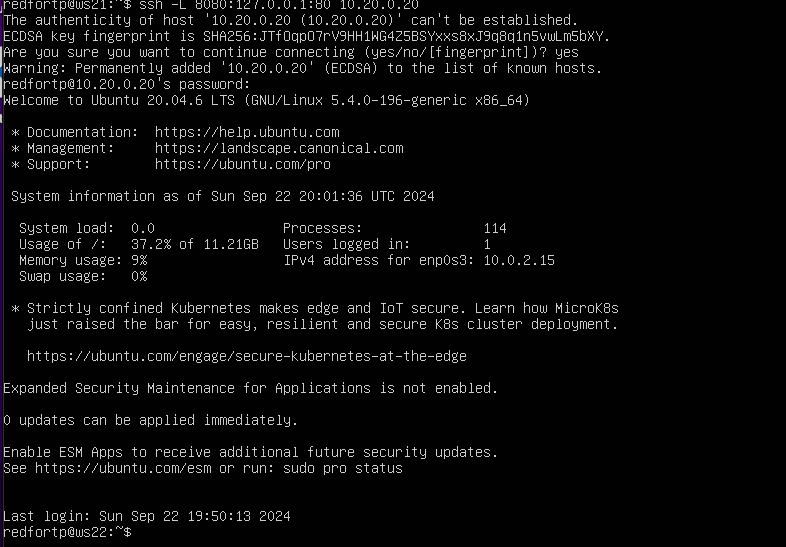 redfortp@ws21:~$ ssh -L 8080:127.0.0.1:80 10.20.0.20
The authenticity of host '10.20.0.20 (10.20.0.20)' can't be established.
ECDSA key fingerprint is SHA256:JTfOqpO7rV9HH1WG4Z5BSYxxs8xJ9q8q1n5vwLm5bXY.
Are you sure you want to continue connecting (yes/no/[fingerprint])? yes
Warning: Permanently added '10.20.0.20' (ECDSA) to the list of known hosts.
redfortp@10.20.0.20's password:
Welcome to Ubuntu 20.04.6 LTS (GNU/Linux 5.4.0-196-generic x86_64)
* Documentation:  https://help.ubuntu.com
* Management:     https://landscape.canonical.com
* Support:        https://ubuntu.com/pro
System information as of Sun Sep 22 20:01:36 UTC 2024
System load:  0.0                Processes:               114
Usage of /:   37.2% of 11.21GB   Users logged in:         1
Memory usage: 9%                 IPv4 address for enp0s3: 10.0.2.15
Swap usage:   0%
* Strictly confined Kubernetes makes edge and IoT secure. Learn how MicroK8s
just raised the bar for easy, resilient and secure K8s cluster deployment.
https://ubuntu.com/engage/secure-kubernetes-at-the-edge
Expanded Security Maintenance for Applications is not enabled.
0 updates can be applied immediately.
Enable ESM Apps to receive additional future security updates.
See https://ubuntu.com/esm or run: sudo pro status
Last login: Sun Sep 22 19:50:13 2024
redfortp@ws22:~$